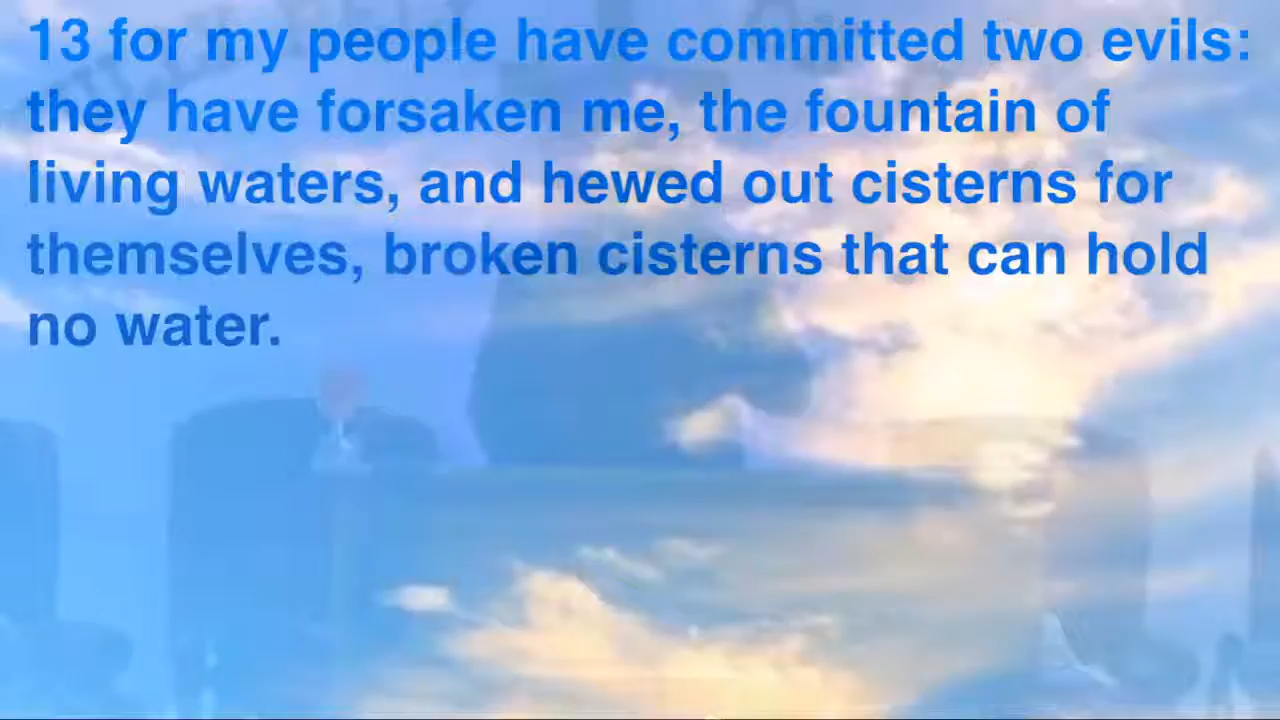 13 for my people have committed two evils:
they have forsaken me, the fountain of
living waters, and hewed out cisterns for
themselves, broken cisterns that can hold
no water.